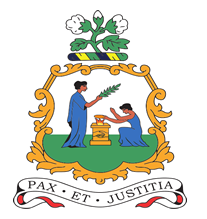 PAX · ET · JUSTITIA